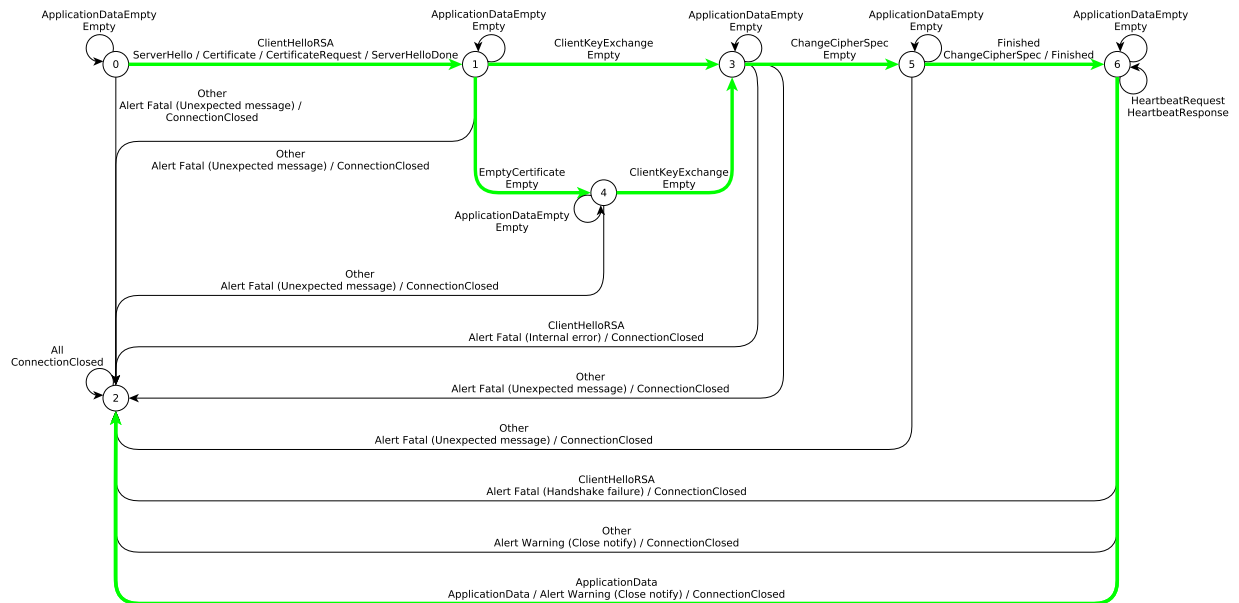 ApplicationDataEmpty
Empty
ApplicationDataEmpty
Empty
ApplicationDataEmpty
Empty
ApplicationDataEmpty
Empty
ApplicationDataEmpty
Empty
ClientHelloRSA
ServerHello / Certificate / CertificateRequest / ServerHelloDone
ClientKeyExchange
Empty
ChangeCipherSpec
Empty
Finished
ChangeCipherSpec / Finished
0
1
3
5
6
HeartbeatRequest
HeartbeatResponse
Other
Alert Fatal (Unexpected message) /
ConnectionClosed
Other
Alert Fatal (Unexpected message) / ConnectionClosed
EmptyCertificate
Empty
ClientKeyExchange
Empty
4
ApplicationDataEmpty
Empty
Other
Alert Fatal (Unexpected message) / ConnectionClosed
ClientHelloRSA
Alert Fatal (Internal error) / ConnectionClosed
All
ConnectionClosed
2
Other
Alert Fatal (Unexpected message) / ConnectionClosed
Other
Alert Fatal (Unexpected message) / ConnectionClosed
ClientHelloRSA
Alert Fatal (Handshake failure) / ConnectionClosed
Other
Alert Warning (Close notify) / ConnectionClosed
ApplicationData
ApplicationData / Alert Warning (Close notify) / ConnectionClosed